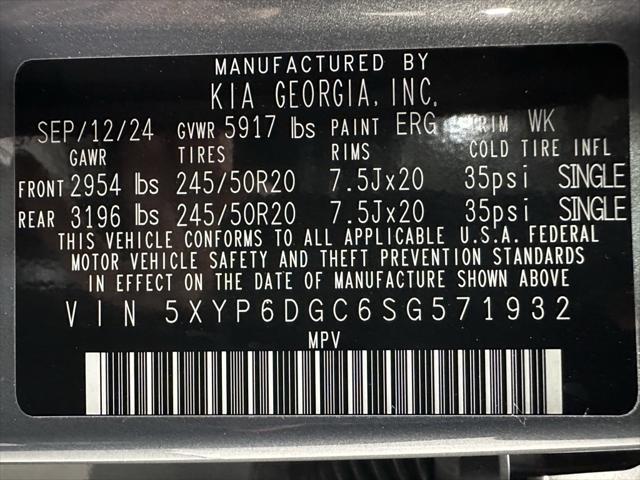 MANUFACTURED BY
KIA GEORGIA, INC.
SEP/12/24 GVWR 5917 lbs PAINT ERG TRIM WK
GAWR TIRES RIMS COLD TIRE INFL
FRONT 2954 lbs 245/50R20 7.5Jx20 35psi SINGLE
REAR 3196 lbs 245/50R20 7.5Jx20 35psi SINGLE
THIS VEHICLE CONFORMS TO ALL APPLICABLE U.S.A. FEDERAL
MOTOR VEHICLE SAFETY AND THEFT PREVENTION STANDARDS
IN EFFECT ON THE DATE OF MANUFACTURE SHOWN ABOVE
VIN 5XYP6DGC6SG571932
MPV